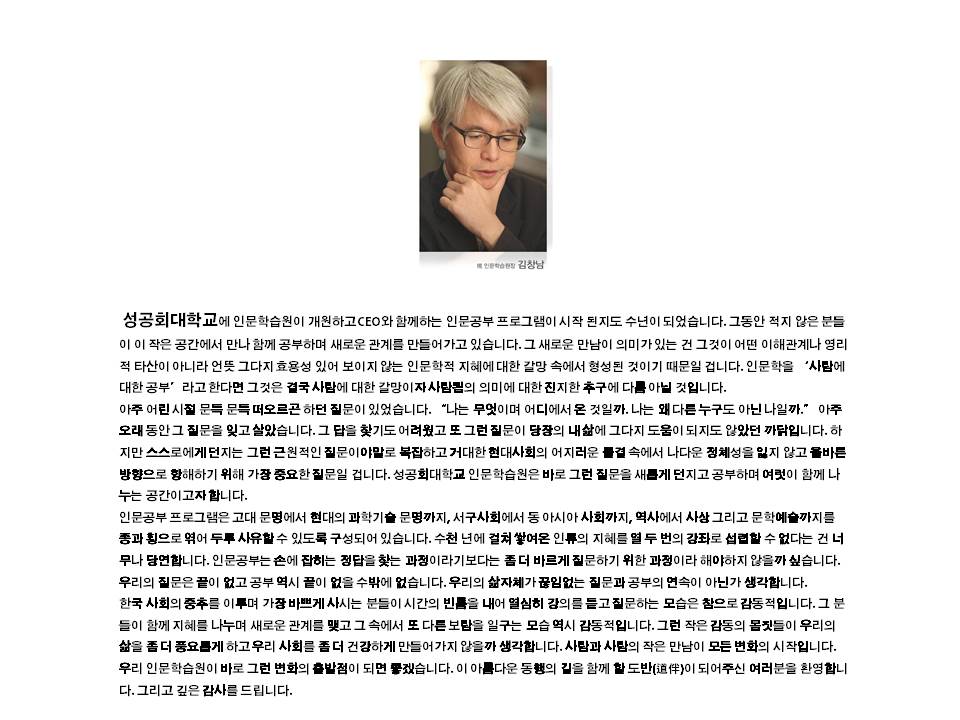 現 인문학습원장 김창남
성공회대학교에 인문학습원이 개원하고 CEO와 함께하는 인문공부 프로그램이 시작 된지도 수년이 되었습니다. 그동안 적지 않은 분들
이 이 작은 공간에서 만나 함께 공부하며 새로운 관계를 만들어가고 있습니다. 그 새로운 만남이 의미가 있는 건 그것이 어떤 이해관계나 영리
적 타산이 아니라 언뜻 그다지 효용성 있어 보이지 않는 인문학적 지혜에 대한 갈망 속에서 형성된 것이기 때문일 겁니다. 인문학을 ‘사람에
대한 공부’라고 한다면 그것은 결국 사람에 대한 갈망이자 사람됨의 의미에 대한 진지한 추구에 다름 아닐 것입니다.
아주 어린 시절 문득 문득 떠오르곤 하던 질문이 있었습니다. “나는 무엇이며 어디에서 온 것일까. 나는 왜 다른 누구도 아닌 나일까.” 아주
오래 동안 그 질문을 잊고 살았습니다. 그 답을 찾기도 어려웠고 또 그런 질문이 당장의 내 삶에 그다지 도움이 되지도 않았던 까닭입니다. 하
지만 스스로에게 던지는 그런 근원적인 질문이야말로 복잡하고 거대한 현대사회의 어지러운 물결 속에서 나다운 정체성을 잃지 않고 올바른
방향으로 항해하기 위해 가장 중요한 질문일 겁니다. 성공회대학교 인문학습원은 바로 그런 질문을 새롭게 던지고 공부하며 여럿이 함께 나
누는 공간이고자 합니다.
인문공부 프로그램은 고대 문명에서 현대의 과학기술 문명까지, 서구사회에서 동 아시아 사회까지, 역사에서 사상 그리고 문학예술까지를
종과 횡으로 엮어 두루 사유할 수 있도록 구성되어 있습니다. 수천 년에 걸쳐 쌓여온 인류의 지혜를 열 두 번의 강좌로 섭렵할 수 없다는 건 너
무나 당연합니다. 인문공부는 손에 잡히는 정답을 찾는 과정이라기보다는 좀 더 바르게 질문하기 위한 과정이라 해야하지 않을까 싶습니다.
우리의 질문은 끝이 없고 공부 역시 끝이 없을 수밖에 없습니다. 우리의 삶자체가 끊임없는 질문과 공부의 연속이 아닌가 생각합니다.
한국 사회의 중추를 이루며 가장 바쁘게 사시는 분들이 시간의 빈틈을 내어 열심히 강의를 듣고 질문하는 모습은 참으로 감동적입니다. 그 분
들이 함께 지혜를 나누며 새로운 관계를 맺고 그 속에서 또 다른 보람을 일구는 모습 역시 감동적입니다. 그런 작은 감동의 몸짓들이 우리의
삶을 좀 더 풍요롭게 하고 우리 사회를 좀 더 건강하게 만들어가지 않을까 생각합니다. 사람과 사람의 작은 만남이 모든 변화의 시작입니다.
우리 인문학습원이 바로 그런 변화의 출발점이 되면 좋겠습니다. 이 아름다운 동행의 길을 함께 할 도반(道伴)이 되어주신 여러분을 환영합니
다. 그리고 깊은 감사를 드립니다.